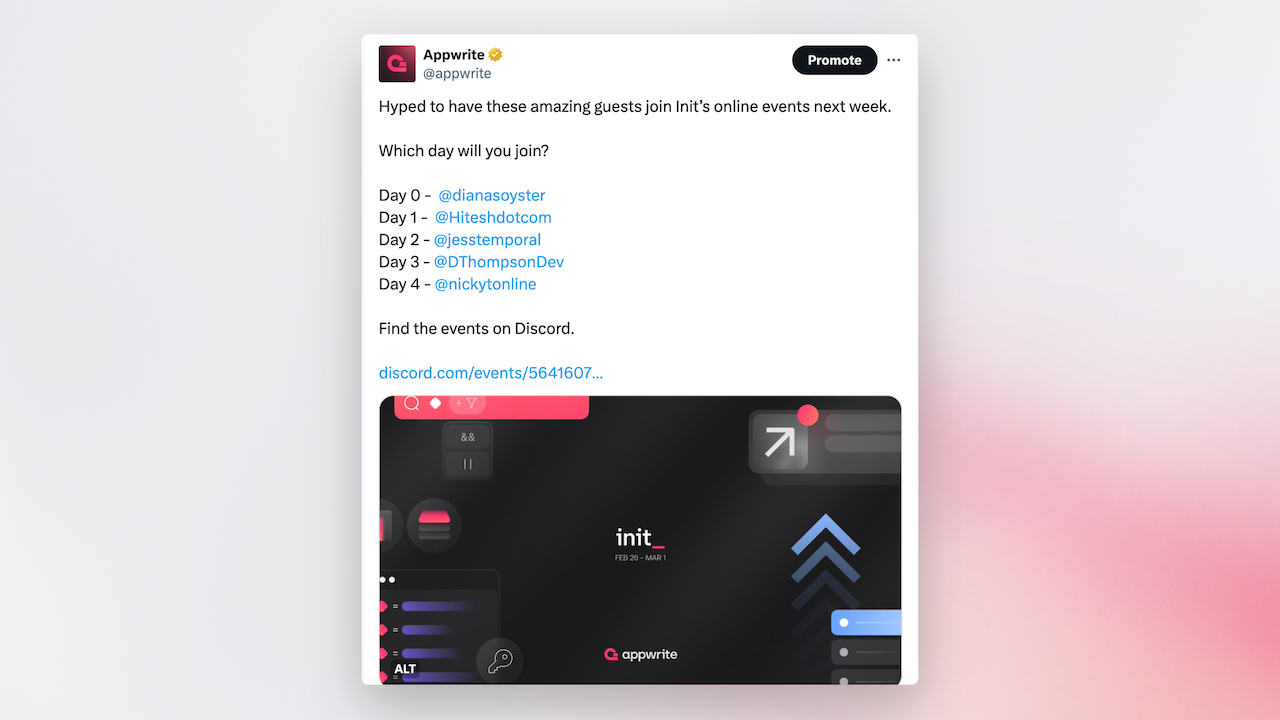 Appwrite
@appwrite
Promote
Hyped to have these amazing guests join Init’s online events next week.
Which day will you join?
Day 0 - @dianasoyster
Day 1 - @Hiteshdotcom
Day 2 - @jesstemporal
Day 3 - @DThompsonDev
Day 4 - @nickytonline
Find the events on Discord.
discord.com/events/5641607...
&&
||
init_
FEB 26 - MAR 1
=
=
=
=
ALT
appwrite